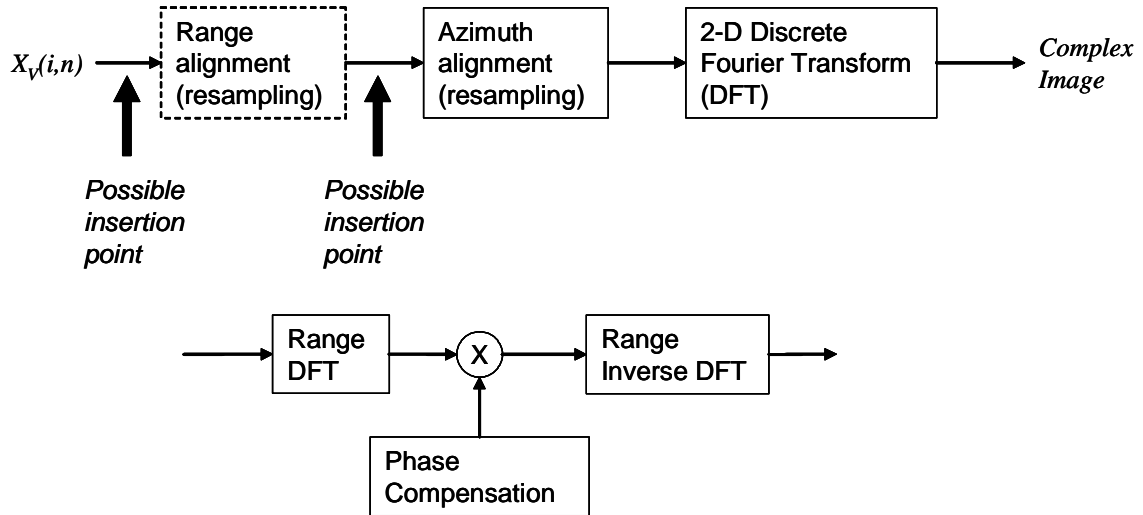 X_V(i,n)
Range
alignment
(resampling)
Azimuth
alignment
(resampling)
2-D Discrete
Fourier Transform
(DFT)
Complex
Image
Possible
insertion
point
Possible
insertion
point
Range
DFT
X
Range
Inverse DFT
Phase
Compensation